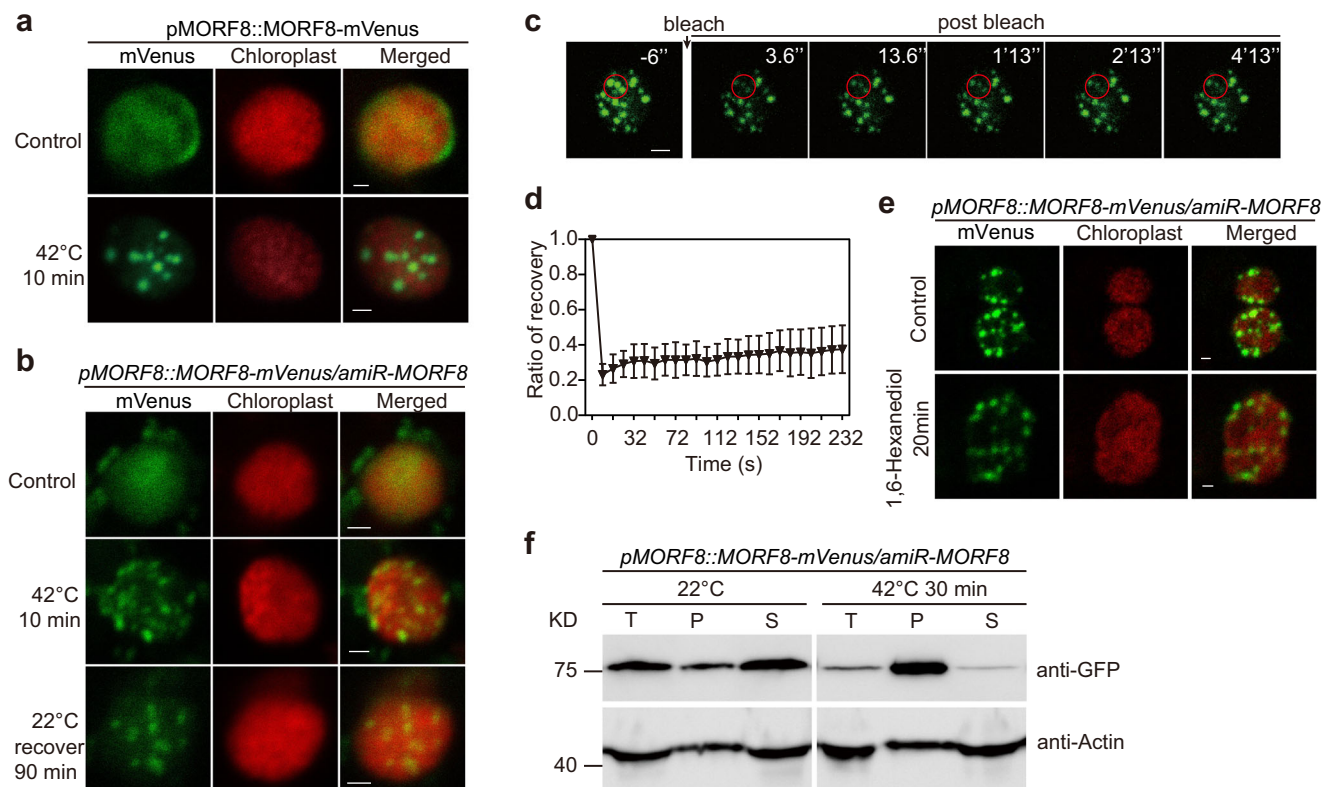 a
pMORF8::MORF8-mVenus
mVenus Chloroplast Merged
Control
42°C
10 min
b
pMORF8::MORF8-mVenus/amiR-MORF8
mVenus Chloroplast Merged
Control
42°C
10 min
22°C
recover
90 min
c
bleach post bleach
-6’’ 3.6’’ 13.6’’ 1’13’’ 2’13’’ 4’13’’
d
Ratio of recovery
1.0
0.8
0.6
0.4
0.2
0.0
0 32 72 112 152 192 232
Time (s)
e
pMORF8::MORF8-mVenus/amiR-MORF8
mVenus Chloroplast Merged
Control
1,6-Hexanediol
20min
f
pMORF8::MORF8-mVenus/amiR-MORF8
22°C 42°C 30 min
KD T P S T P S
75 anti-GFP
40 anti-Actin